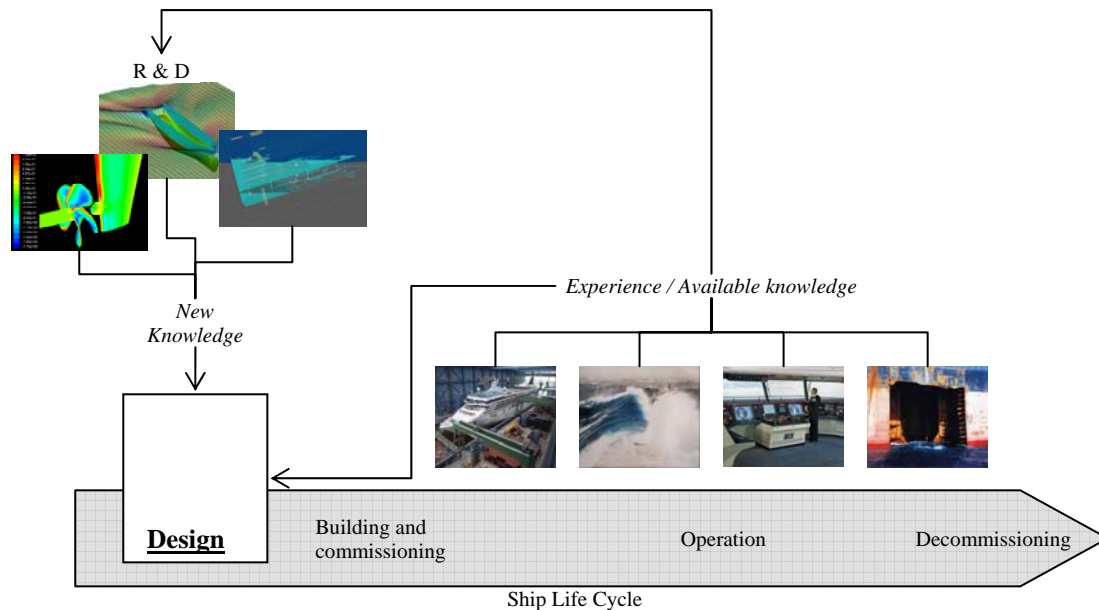 R & D
Experience / Available knowledge
New
Knowledge
Design
Building and
commissioning
Operation
Decommissioning
Ship Life Cycle